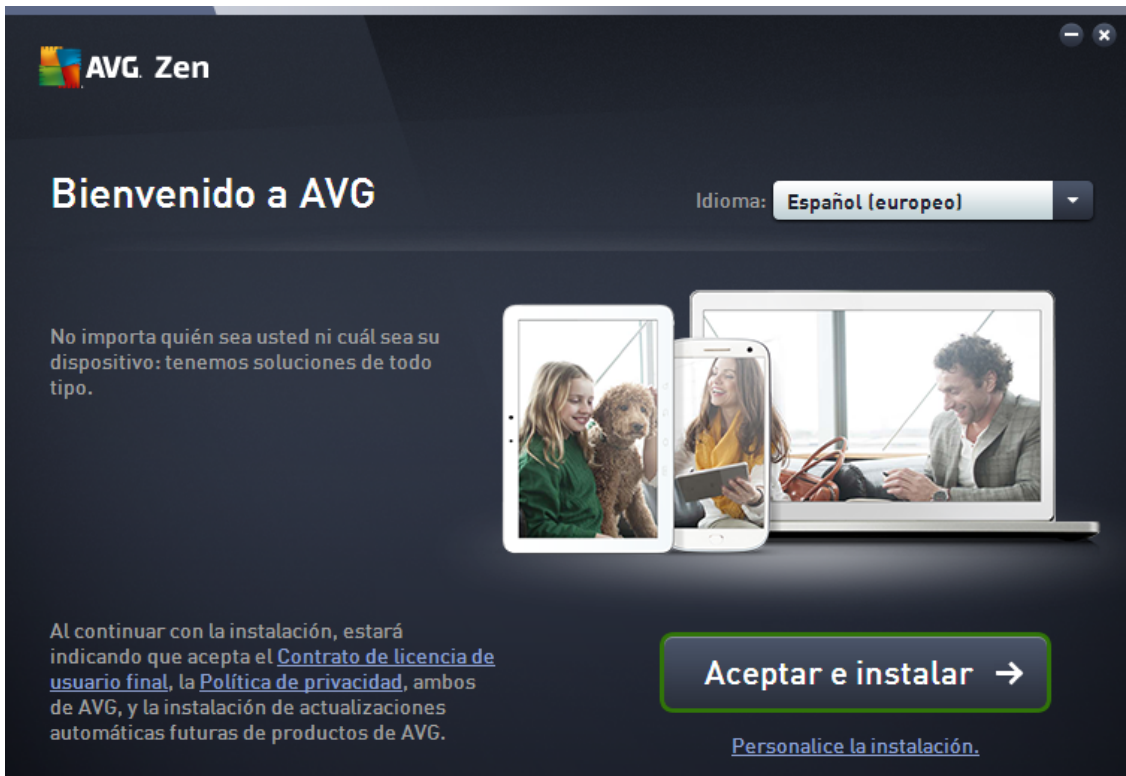 AVG. Zen
Bienvenido a AVG
Idioma: Español (europeo)
No importa quién sea usted ni cuál sea su
dispositivo: tenemos soluciones de todo
tipo.
Al continuar con la instalación, estará
indicando que acepta el Contrato de licencia de
usuario final, la Política de privacidad, ambos
de AVG, y la instalación de actualizaciones
automáticas futuras de productos de AVG.
Aceptar e instalar →
Personalice la instalación.